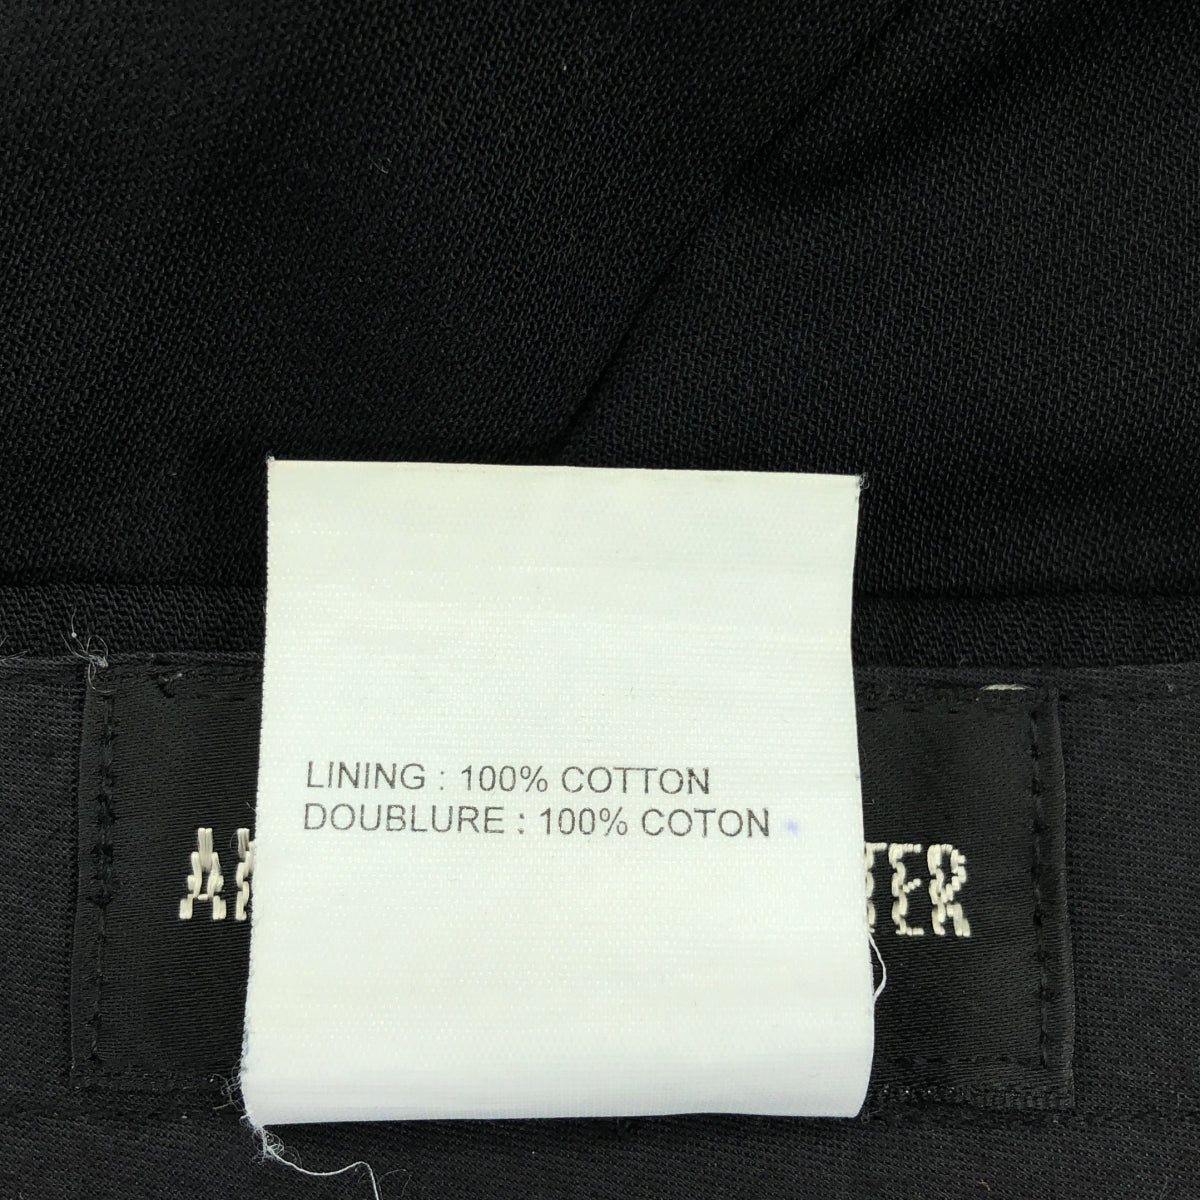 LINING : 100% COTTON
DOUBLURE : 100% COTON